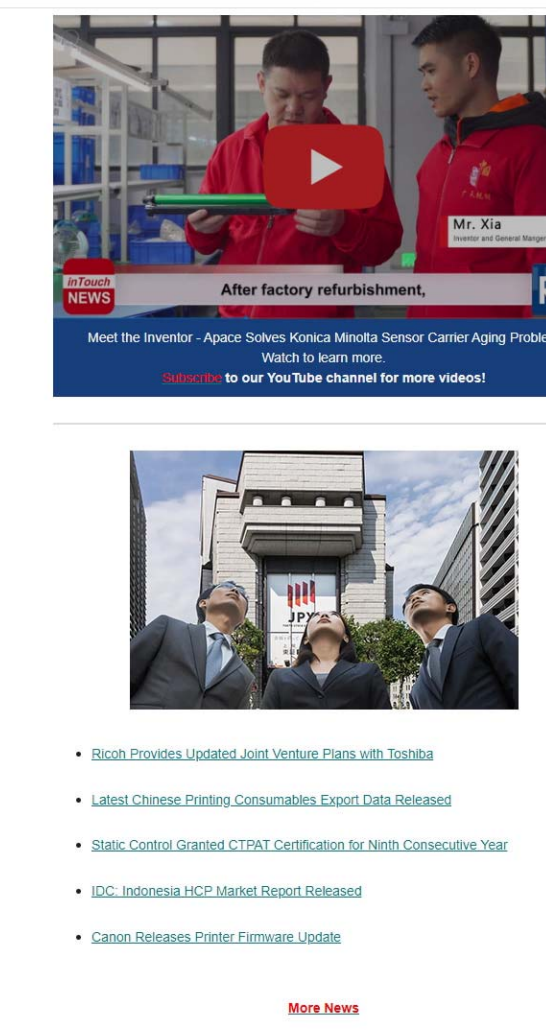 Mr. Xia
Inventor and General Manger
inTouch
NEWS
After factory refurbishment,
Meet the Inventor - Apace Solves Konica Minolta Sensor Carrier Aging Proble
Watch to learn more.
Subscribe to our YouTube channel for more videos!
JPX
Ricoh Provides Updated Joint Venture Plans with Toshiba
Latest Chinese Printing Consumables Export Data Released
Static Control Granted CTPAT Certification for Ninth Consecutive Year
IDC: Indonesia HCP Market Report Released
Canon Releases Printer Firmware Update
More News